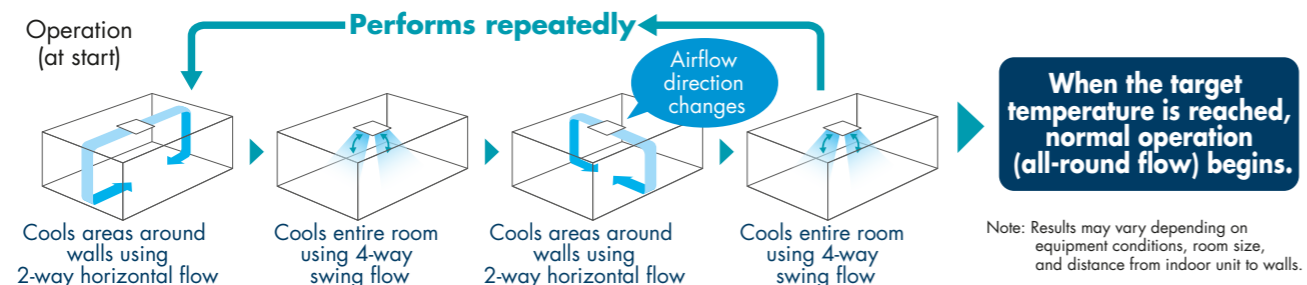 Operation
(at start)
Performs repeatedly
Airflow
direction
changes
Cools areas around
walls using
2-way horizontal flow
Cools entire room
using 4-way
swing flow
Cools areas around
walls using
2-way horizontal flow
Cools entire room
using 4-way
swing flow
When the target
temperature is reached,
normal operation
(all-round flow) begins.
Note: Results may vary depending on
equipment conditions, room size,
and distance from indoor unit to walls.